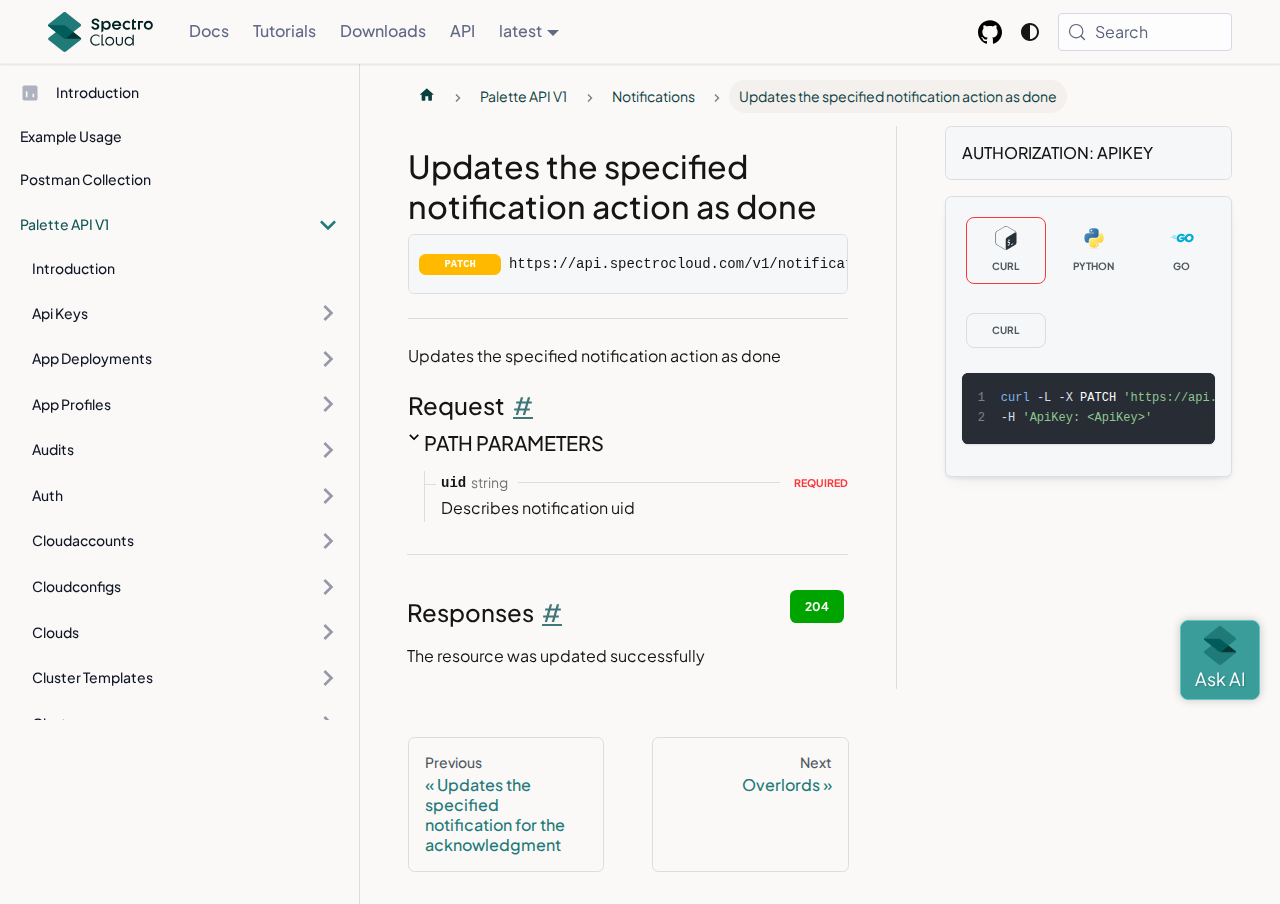 Spectro Cloud
Docs
Tutorials
Downloads
API
latest
Search
Introduction
Example Usage
Postman Collection
Palette API V1
Introduction
Api Keys
App Deployments
App Profiles
Audits
Auth
Cloudaccounts
Cloudconfigs
Clouds
Cluster Templates
Palette API V1
Notifications
Updates the specified notification action as done
Updates the specified
notification action as done
PATCH https://api.spectrocloud.com/v1/notifica
Updates the specified notification action as done
Request #
PATH PARAMETERS
uid string REQUIRED
Describes notification uid
Responses #
204
The resource was updated successfully
Previous
« Updates the
specified
notification for the
acknowledgment
Next
Overlords »
AUTHORIZATION: APIKEY
CURL
PYTHON
GO
CURL
1 curl -L -X PATCH 'https://api.
2 -H 'ApiKey: <ApiKey>'
Ask AI